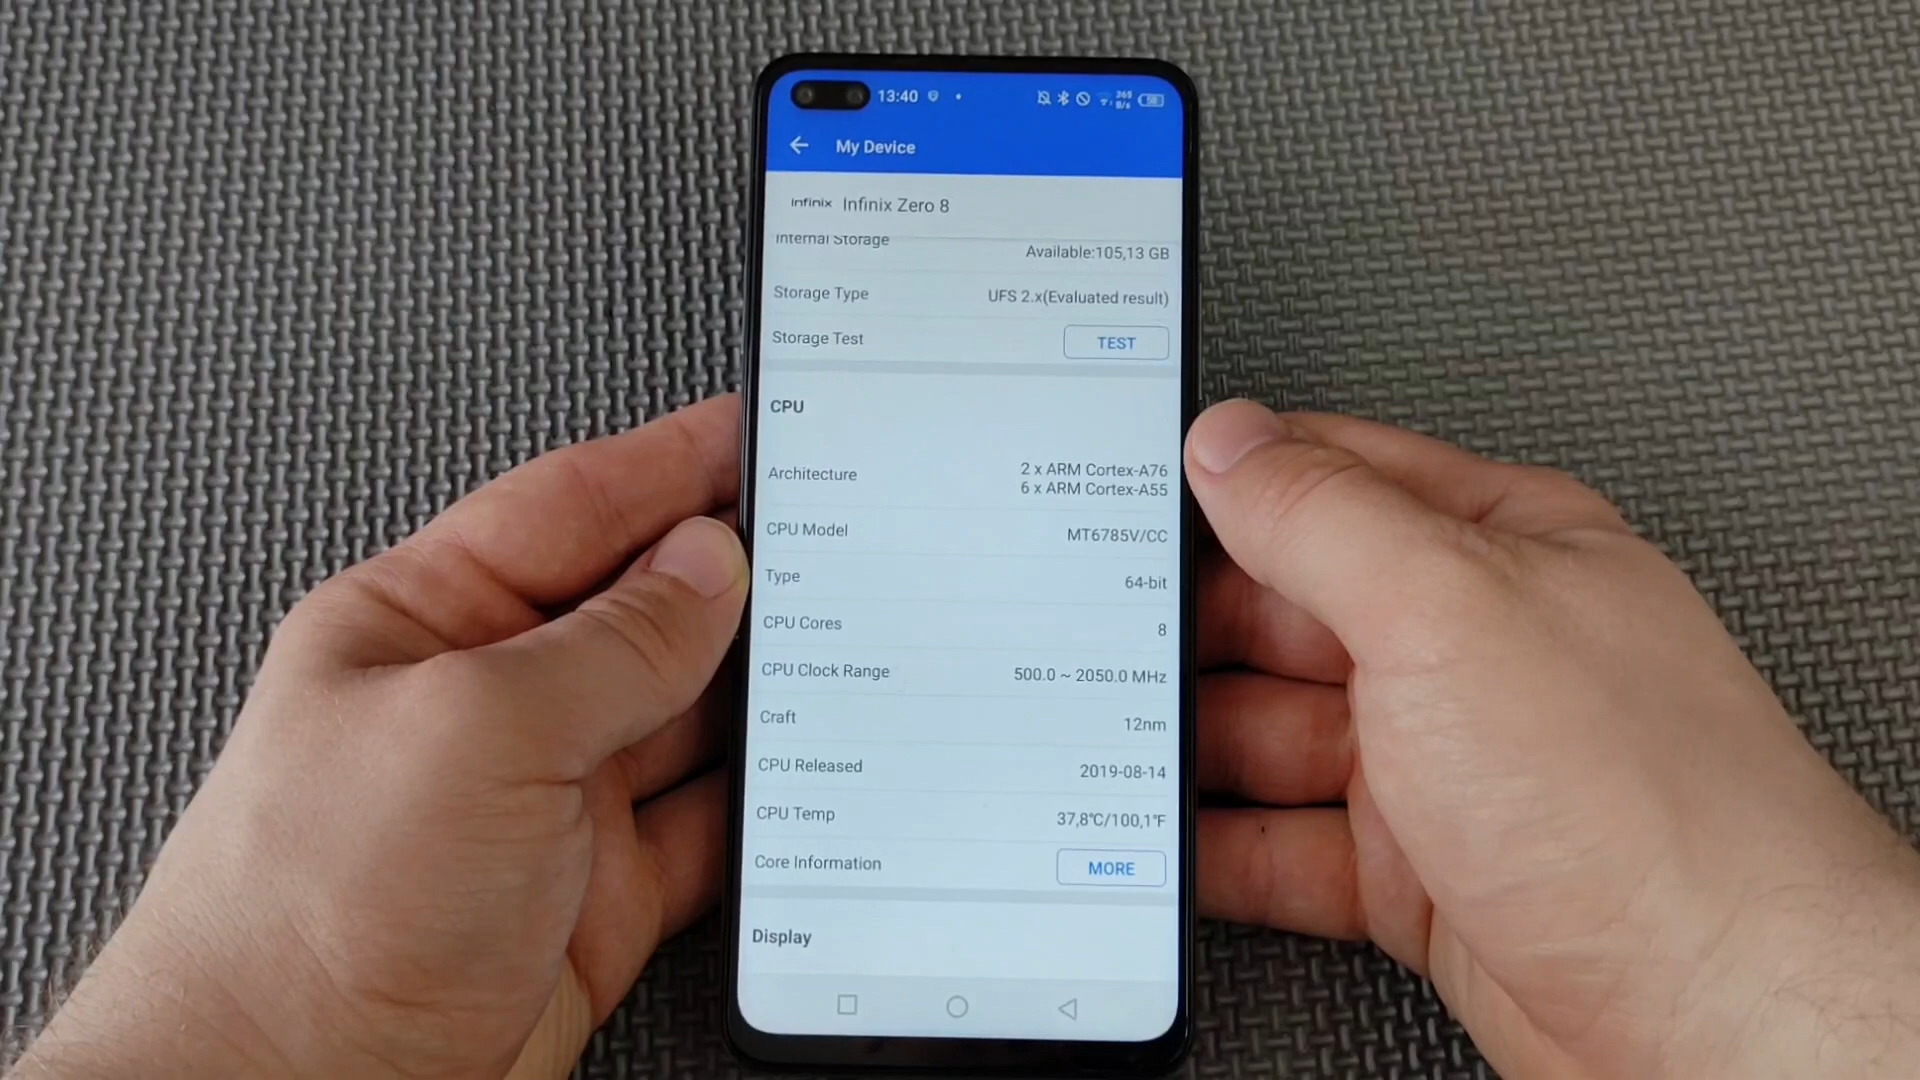 13:40
365
B/s
58
My Device
Infinix Infinix Zero 8
Internal Storage
Available:105,13 GB
Storage Type UFS 2.x(Evaluated result)
Storage Test TEST
CPU
Architecture 2 x ARM Cortex-A76
6 x ARM Cortex-A55
CPU Model MT6785V/CC
Type 64-bit
CPU Cores 8
CPU Clock Range 500.0 ~ 2050.0 MHz
Craft 12nm
CPU Released 2019-08-14
CPU Temp 37,8℃/100,1℉
Core Information MORE
Display